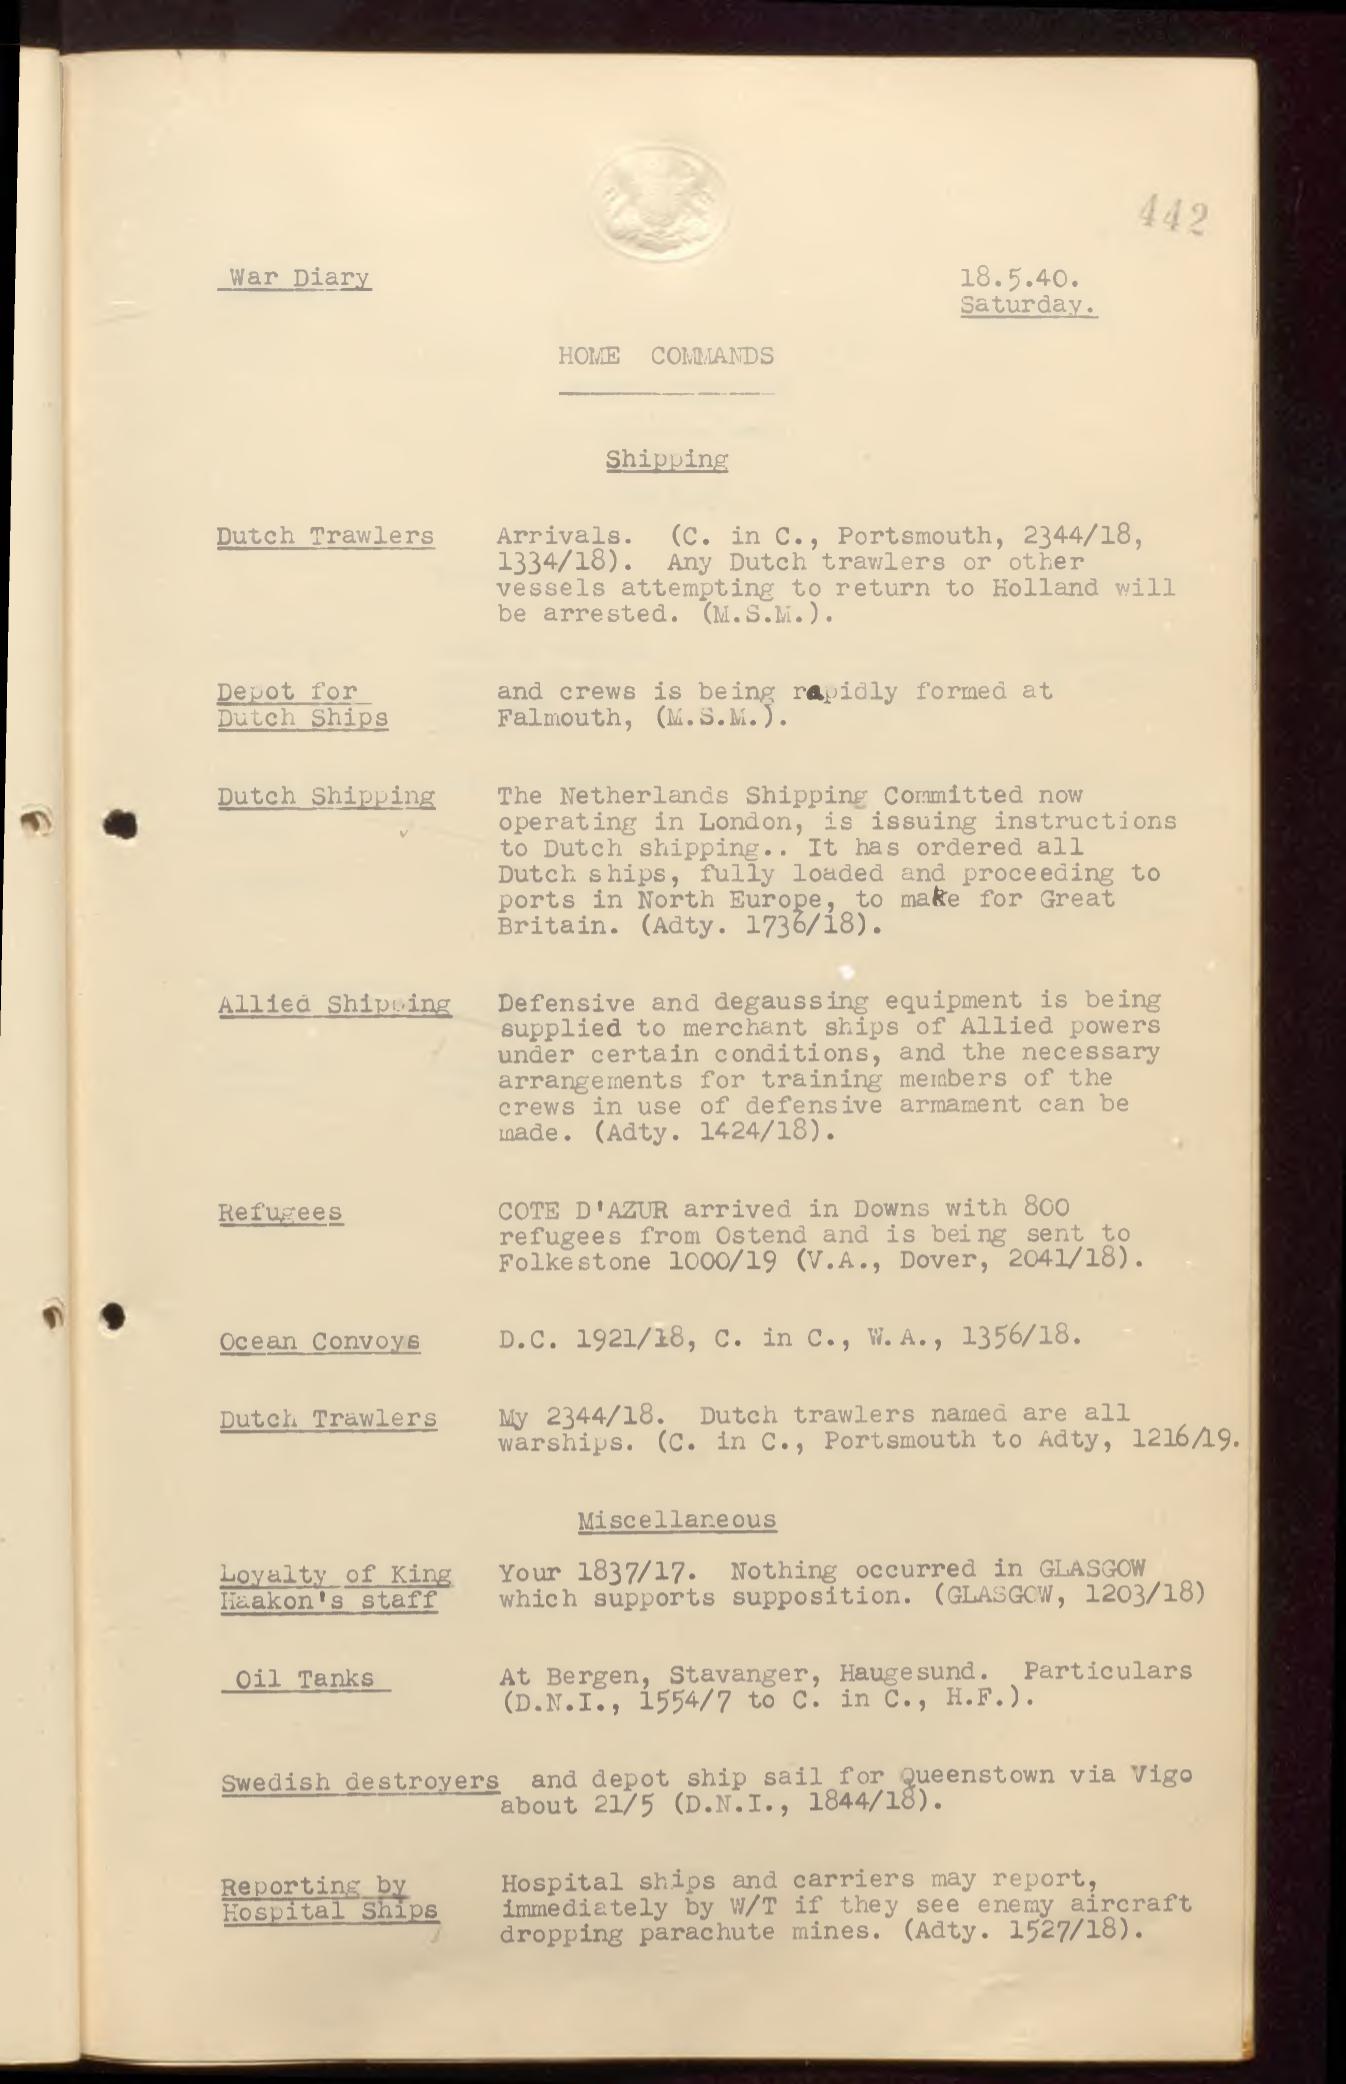 442
War Diary
18.5.40.
Saturday.
HOME COMMANDS
Shipping
Dutch Trawlers Arrivals. (C. in C., Portsmouth, 2344/18,
1334/18). Any Dutch trawlers or other
vessels attempting to return to Holland will
be arrested. (M.S.M.).
Depot for and crews is being rapidly formed at
Dutch Ships Falmouth, (M.S.M.).
Dutch Shipping The Netherlands Shipping Committed now
operating in London, is issuing instructions
to Dutch shipping.. It has ordered all
Dutch ships, fully loaded and proceeding to
ports in North Europe, to make for Great
Britain. (Adty. 1736/18).
Allied Shipping Defensive and degaussing equipment is being
supplied to merchant ships of Allied powers
under certain conditions, and the necessary
arrangements for training members of the
crews in use of defensive armament can be
made. (Adty. 1424/18).
Refugees COTE D'AZUR arrived in Downs with 800
refugees from Ostend and is being sent to
Folkestone 1000/19 (V.A., Dover, 2041/18).
Ocean Convoys D.C. 1921/18, C. in C., W.A., 1356/18.
Dutch Trawlers My 2344/18. Dutch trawlers named are all
warships. (C. in C., Portsmouth to Adty, 1216/19.
Miscellaneous
Loyalty of King Your 1837/17. Nothing occurred in GLASGOW
Haakon's staff which supports supposition. (GLASGOW, 1203/18)
Oil Tanks At Bergen, Stavanger, Haugesund. Particulars
(D.N.I., 1554/7 to C. in C., H.F.).
Swedish destroyers and depot ship sail for Queenstown via Vigo
about 21/5 (D.N.I., 1844/18).
Reporting by Hospital ships and carriers may report,
Hospital Ships immediately by W/T if they see enemy aircraft
dropping parachute mines. (Adty. 1527/18).